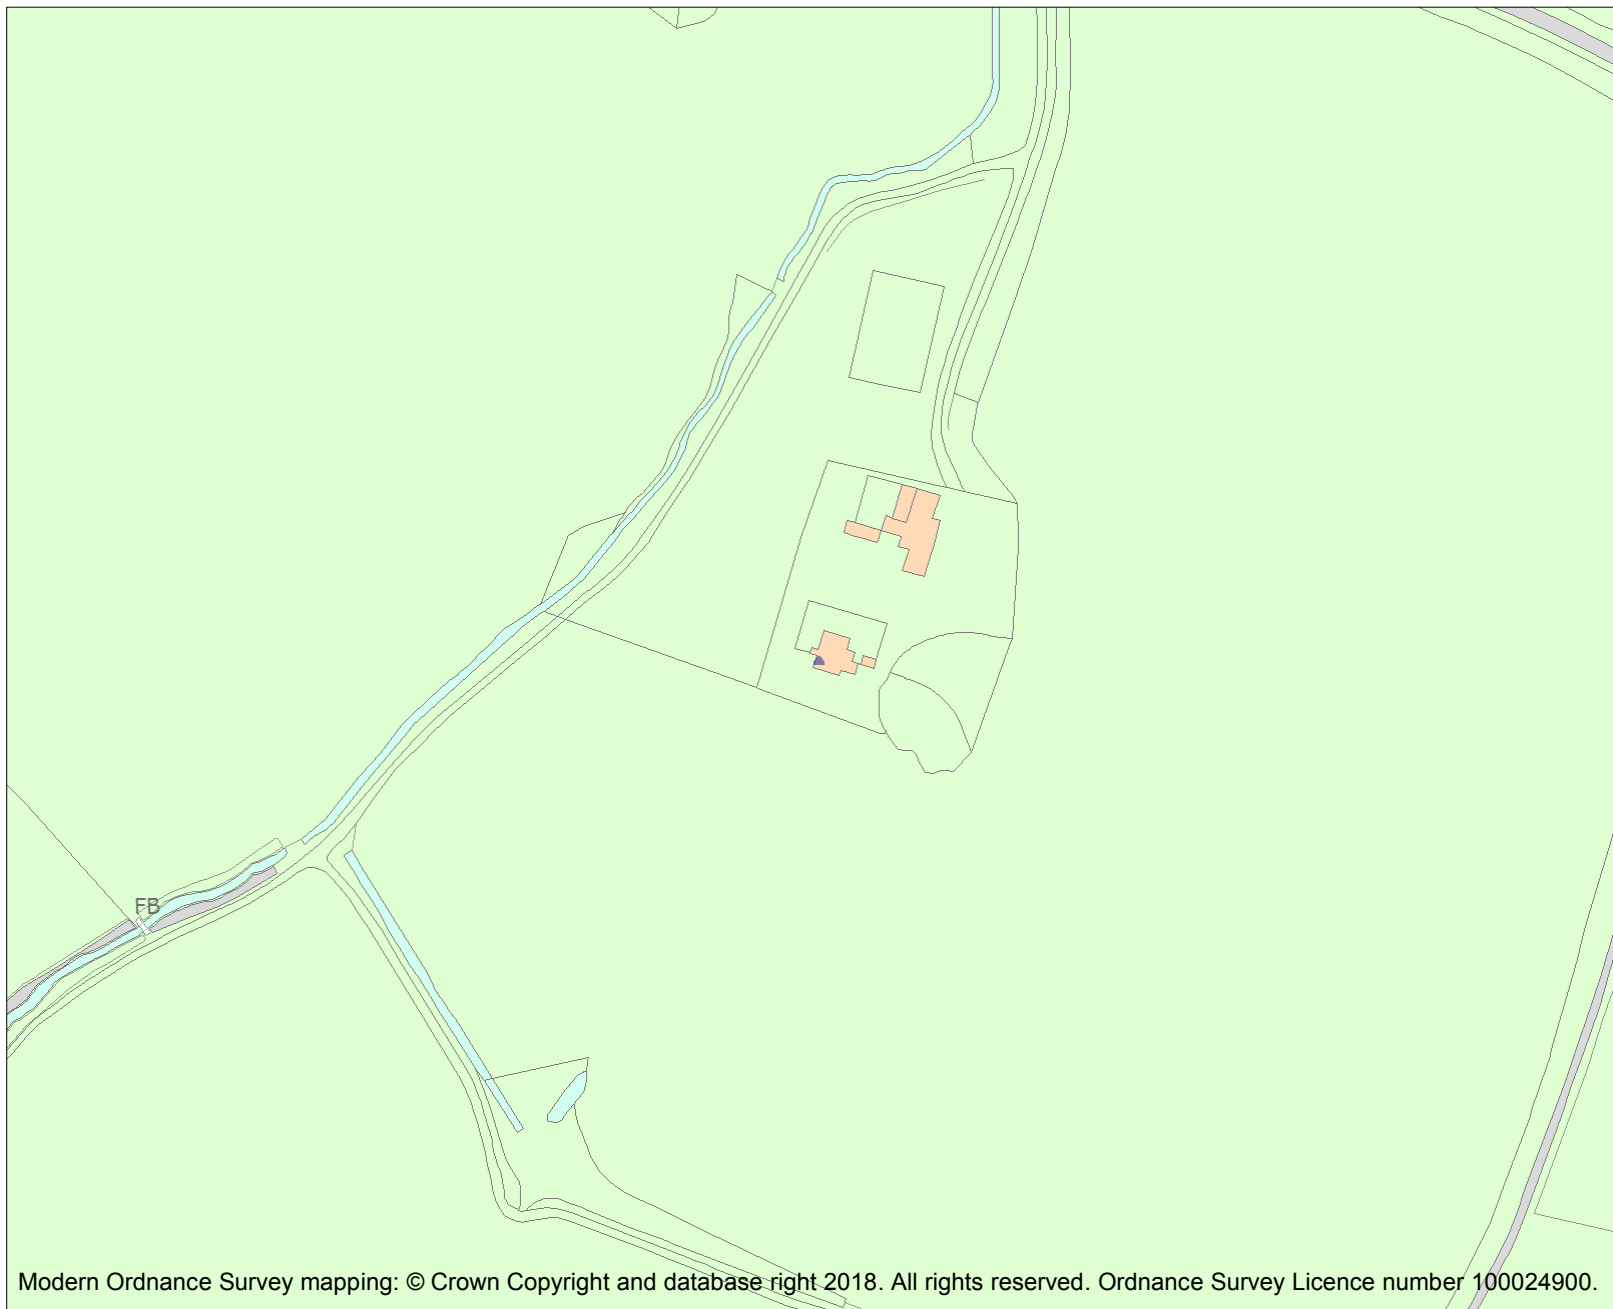 FB
Modern Ordnance Survey mapping: © Crown Copyright and database right 2018. All rights reserved. Ordnance Survey Licence number 100024900.